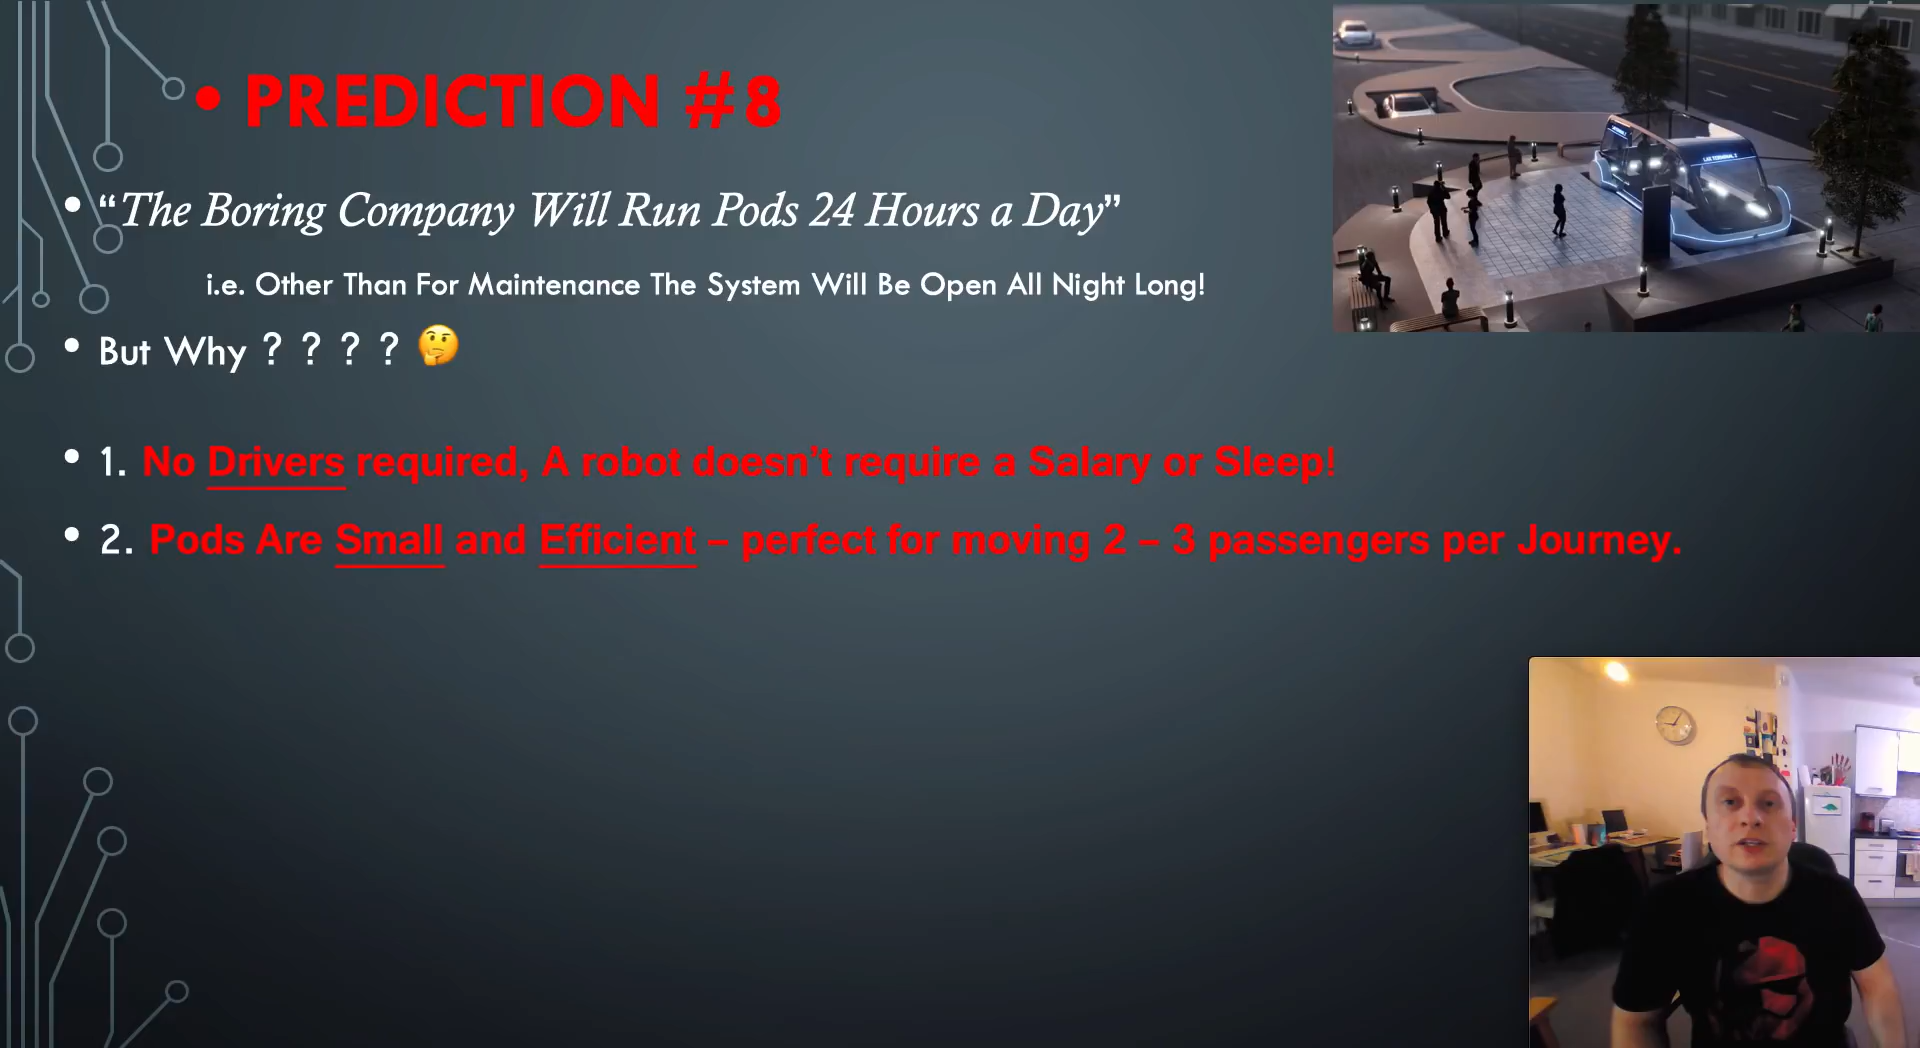 • PREDICTION #8
• “The Boring Company Will Run Pods 24 Hours a Day”
i.e. Other Than For Maintenance The System Will Be Open All Night Long!
• But Why ? ? ? ? 🤔
• 1. No Drivers required, A robot doesn’t require a Salary or Sleep!
• 2. Pods Are Small and Efficient – perfect for moving 2 – 3 passengers per Journey.